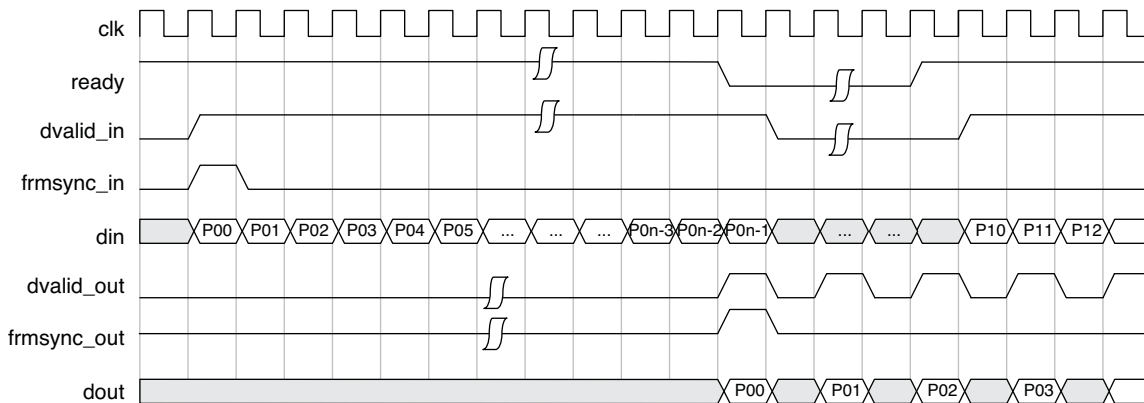 clk
ready
dvalid_in
frmsync_in
din P00 P01 P02 P03 P04 P05 ... ... ... P0n-3 P0n-2 P0n-1 ... ... P10 P11 P12
dvalid_out
frmsync_out
dout P00 P01 P02 P03